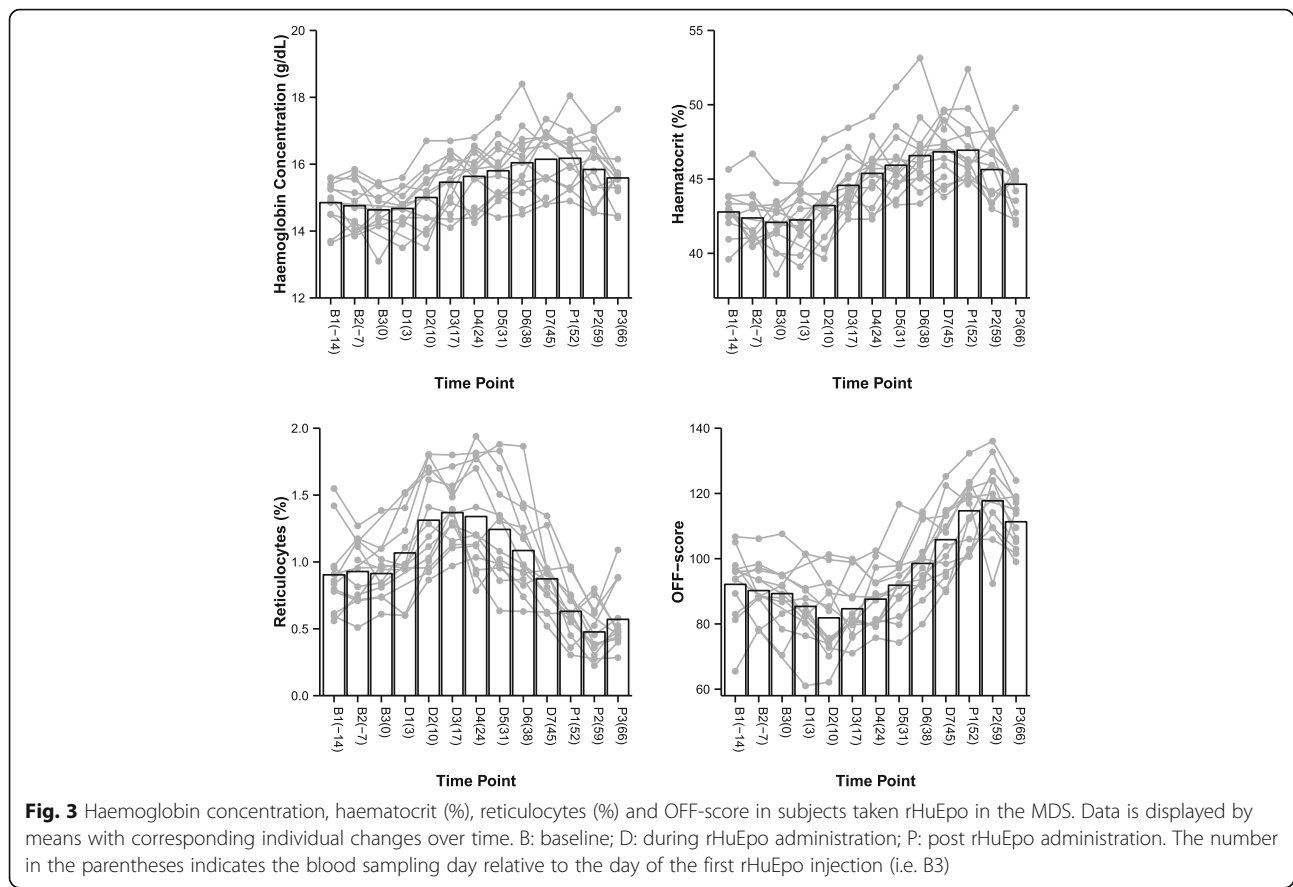 Haemoglobin Concentration (g/dL)
20
18
16
14
12
B1(−14)
B2(−7)
B3(0)
D1(3)
D2(10)
D3(17)
D4(24)
D5(31)
D6(38)
D7(45)
P1(52)
P2(59)
P3(66)
Time Point
Haematocrit (%)
55
50
45
40
B1(−14)
B2(−7)
B3(0)
D1(3)
D2(10)
D3(17)
D4(24)
D5(31)
D6(38)
D7(45)
P1(52)
P2(59)
P3(66)
Time Point
Reticulocytes (%)
2.0
1.5
1.0
0.5
0.0
B1(−14)
B2(−7)
B3(0)
D1(3)
D2(10)
D3(17)
D4(24)
D5(31)
D6(38)
D7(45)
P1(52)
P2(59)
P3(66)
Time Point
OFF−score
140
120
100
80
60
B1(−14)
B2(−7)
B3(0)
D1(3)
D2(10)
D3(17)
D4(24)
D5(31)
D6(38)
D7(45)
P1(52)
P2(59)
P3(66)
Time Point
Fig. 3 Haemoglobin concentration, haematocrit (%), reticulocytes (%) and OFF-score in subjects taken rHuEpo in the MDS. Data is displayed by
means with corresponding individual changes over time. B: baseline; D: during rHuEpo administration; P: post rHuEpo administration. The number
in the parentheses indicates the blood sampling day relative to the day of the first rHuEpo injection (i.e. B3)